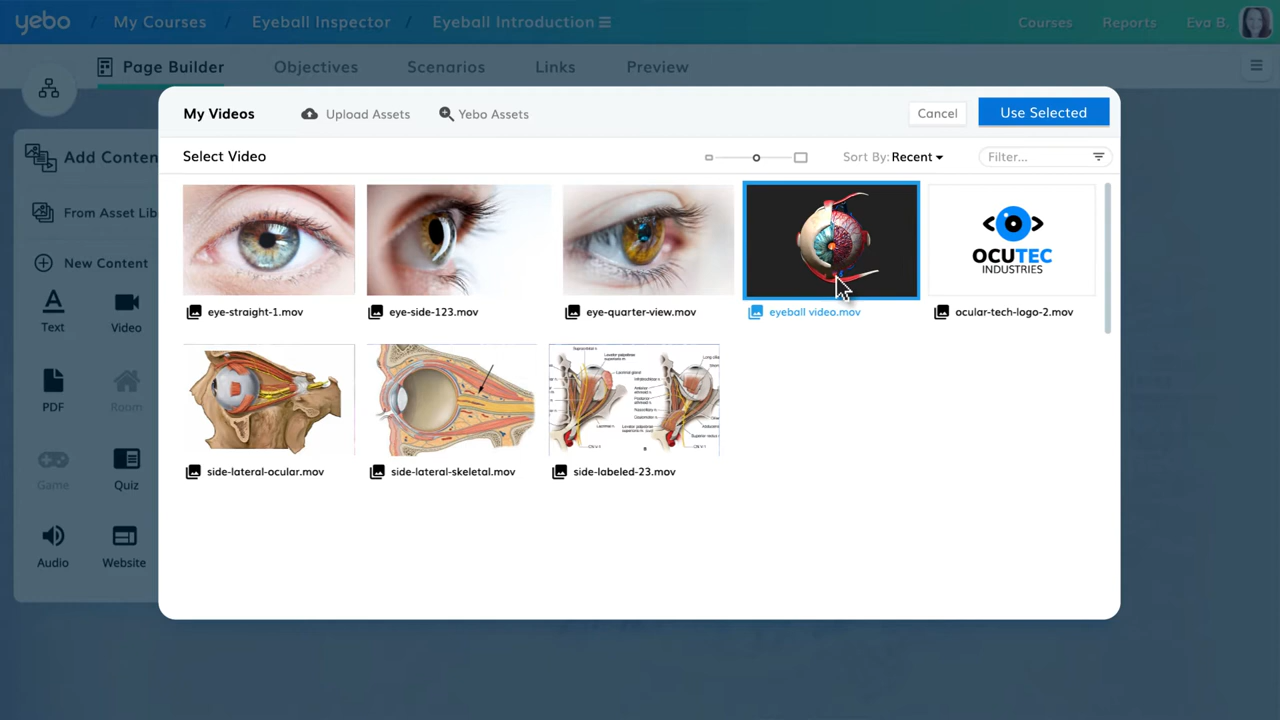 yebo / My Courses / Eyeball Inspector / Eyeball Introduction Courses Reports Eva B.
Page Builder Objectives Scenarios Links Preview
My Videos Upload Assets Yebo Assets Cancel Use Selected
Select Video Sort By: Recent Filter...
Add Conten
From Asset Lib
New Content
Text Video
PDF Room
Game Quiz
Audio Website
OCUTEC
INDUSTRIES
eye-straight-1.mov eye-side-123.mov eye-quarter-view.mov eyeball video.mov ocular-tech-logo-2.mov
side-lateral-ocular.mov side-lateral-skeletal.mov side-labeled-23.mov